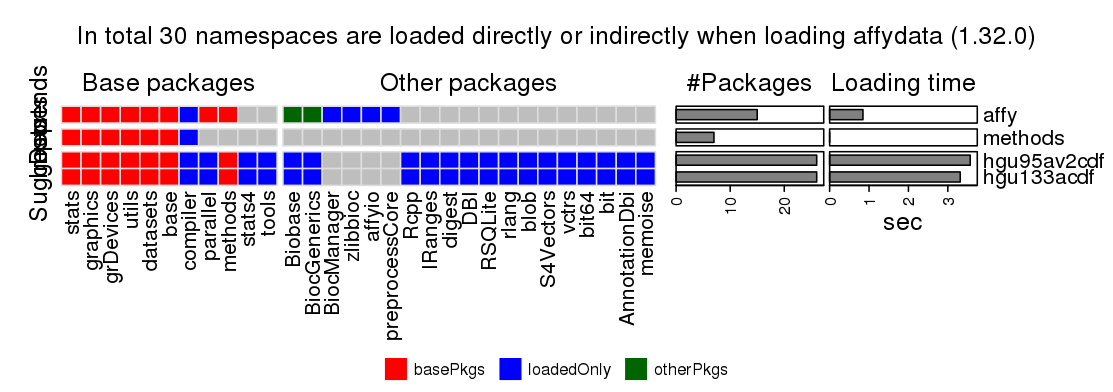 In total 30 namespaces are loaded directly or indirectly when loading affydata (1.32.0)
Base packages
Other packages
#Packages
Loading time
affy
methods
hgu95av2cdf
hgu133acdf
stats
graphics
grDevices
utils
datasets
base
compiler
parallel
methods
stats4
tools
Biobase
BiocGenerics
BiocManager
zlibbioc
affyio
preprocessCore
Rcpp
IRanges
digest
DBI
RSQLite
rlang
blob
S4Vectors
vctrs
bit64
bit
AnnotationDbi
memoise
0 10 20
0 1 2 3
sec
basePkgs loadedOnly otherPkgs